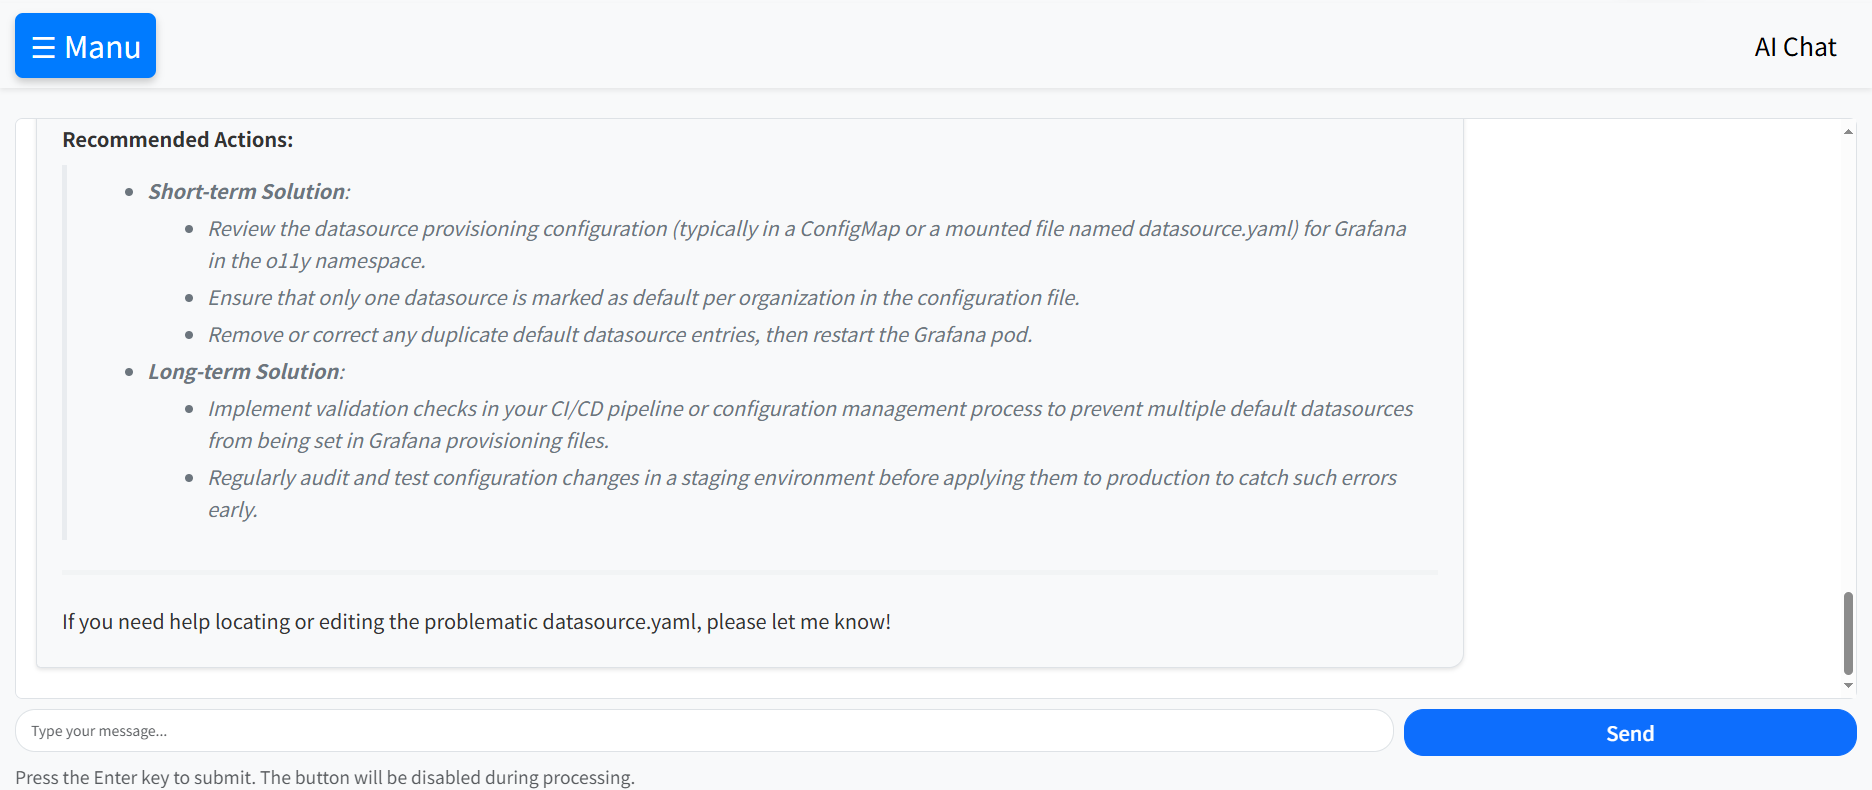 ☰ Manu
AI Chat
Recommended Actions:
• Short-term Solution:
• Review the datasource provisioning configuration (typically in a ConfigMap or a mounted file named datasource.yaml) for Grafana
in the o11y namespace.
• Ensure that only one datasource is marked as default per organization in the configuration file.
• Remove or correct any duplicate default datasource entries, then restart the Grafana pod.
• Long-term Solution:
• Implement validation checks in your CI/CD pipeline or configuration management process to prevent multiple default datasources
from being set in Grafana provisioning files.
• Regularly audit and test configuration changes in a staging environment before applying them to production to catch such errors
early.
If you need help locating or editing the problematic datasource.yaml, please let me know!
Type your message...
Send
Press the Enter key to submit. The button will be disabled during processing.